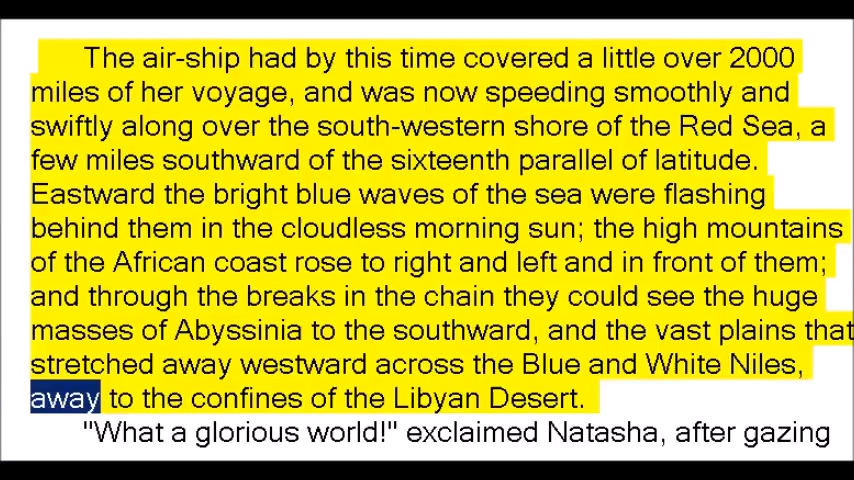 The air-ship had by this time covered a little over 2000
miles of her voyage, and was now speeding smoothly and
swiftly along over the south-western shore of the Red Sea, a
few miles southward of the sixteenth parallel of latitude.
Eastward the bright blue waves of the sea were flashing
behind them in the cloudless morning sun; the high mountains
of the African coast rose to right and left and in front of them;
and through the breaks in the chain they could see the huge
masses of Abyssinia to the southward, and the vast plains that
stretched away westward across the Blue and White Niles,
away to the confines of the Libyan Desert.
"What a glorious world!" exclaimed Natasha, after gazing